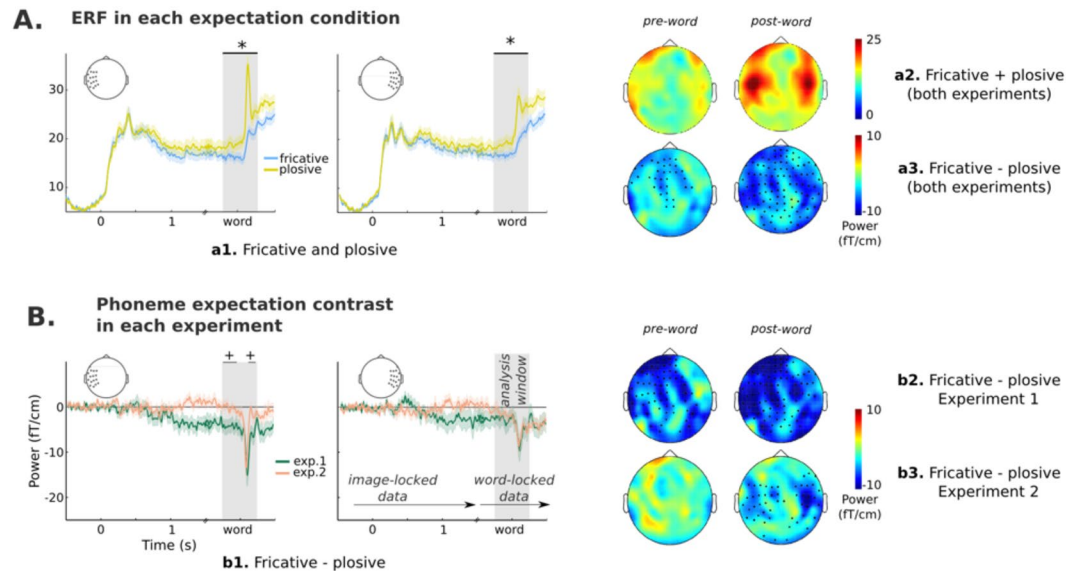 A. ERF in each expectation condition
*
*
30
20
10
fricative
plosive
0
1
word
0
1
word
a1. Fricative and plosive
pre-word
post-word
25
0
a2. Fricative + plosive
(both experiments)
10
-10
Power
(fT/cm)
a3. Fricative - plosive
(both experiments)
B. Phoneme expectation contrast
in each experiment
+ +
Power (fT/cm)
0
-10
-20
exp.1
exp.2
analysis
window
image-locked
data
word-locked
data
0
1
word
0
1
word
Time (s)
b1. Fricative - plosive
pre-word
post-word
b2. Fricative - plosive
Experiment 1
10
-10
Power
(fT/cm)
b3. Fricative - plosive
Experiment 2